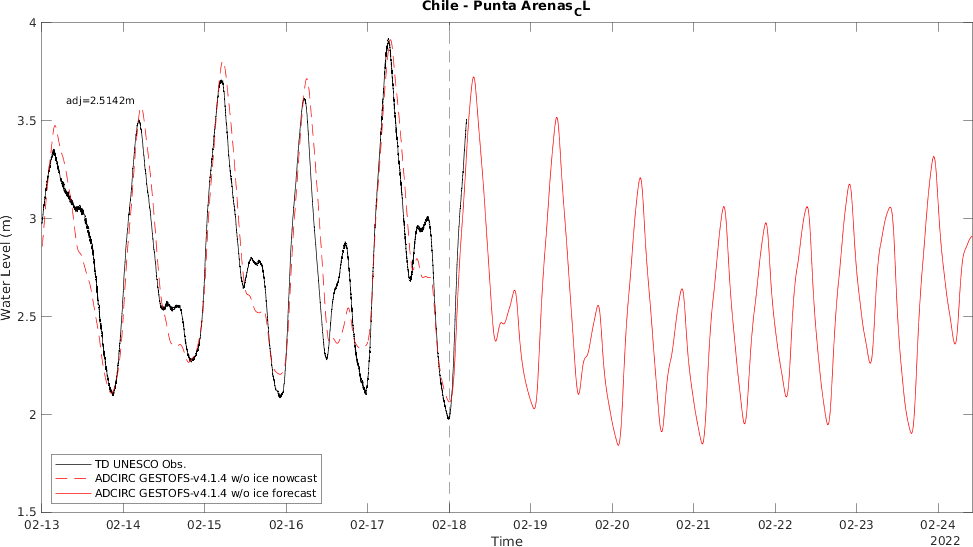 Chile - Punta Arenas_CL
4
adj=2.5142m
3.5
3
Water Level (m)
2.5
2
TD UNESCO Obs.
ADCIRC GESTOFS-v4.1.4 w/o ice nowcast
ADCIRC GESTOFS-v4.1.4 w/o ice forecast
1.5
02-13 02-14 02-15 02-16 02-17 02-18 02-19 02-20 02-21 02-22 02-23 02-24
Time 2022